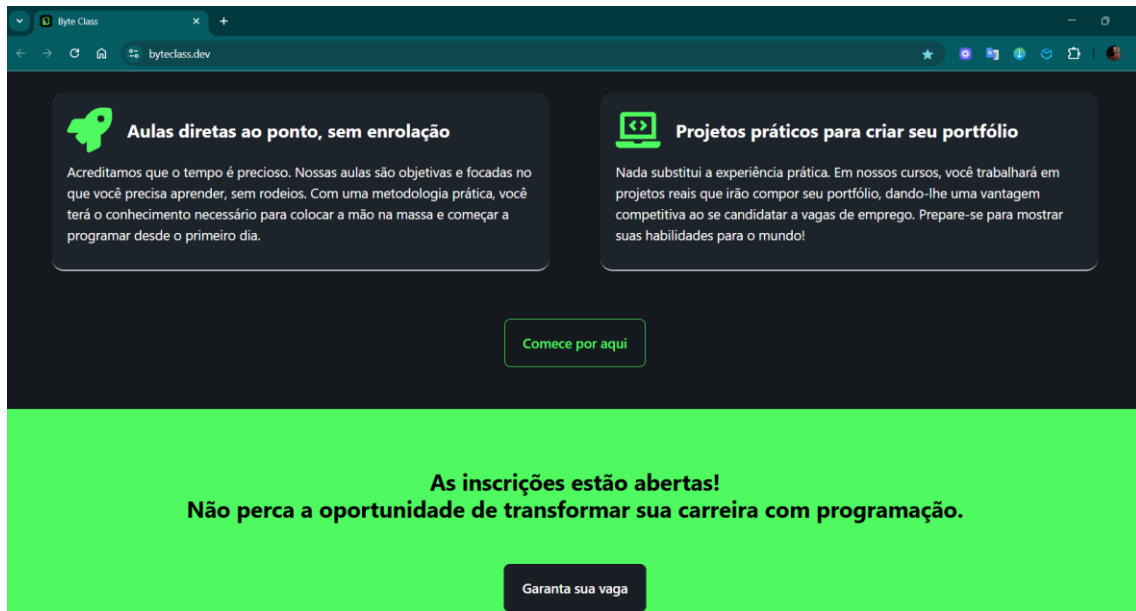 Byte Class
byteclass.dev
Aulas diretas ao ponto, sem enrolação
Acreditamos que o tempo é precioso. Nossas aulas são objetivas e focadas no
que você precisa aprender, sem rodeios. Com uma metodologia prática, você
terá o conhecimento necessário para colocar a mão na massa e começar a
programar desde o primeiro dia.
Projetos práticos para criar seu portfólio
Nada substitui a experiência prática. Em nossos cursos, você trabalhará em
projetos reais que irão compor seu portfólio, dando-lhe uma vantagem
competitiva ao se candidatar a vagas de emprego. Prepare-se para mostrar
suas habilidades para o mundo!
Comece por aqui
As inscrições estão abertas!
Não perca a oportunidade de transformar sua carreira com programação.
Garanta sua vaga